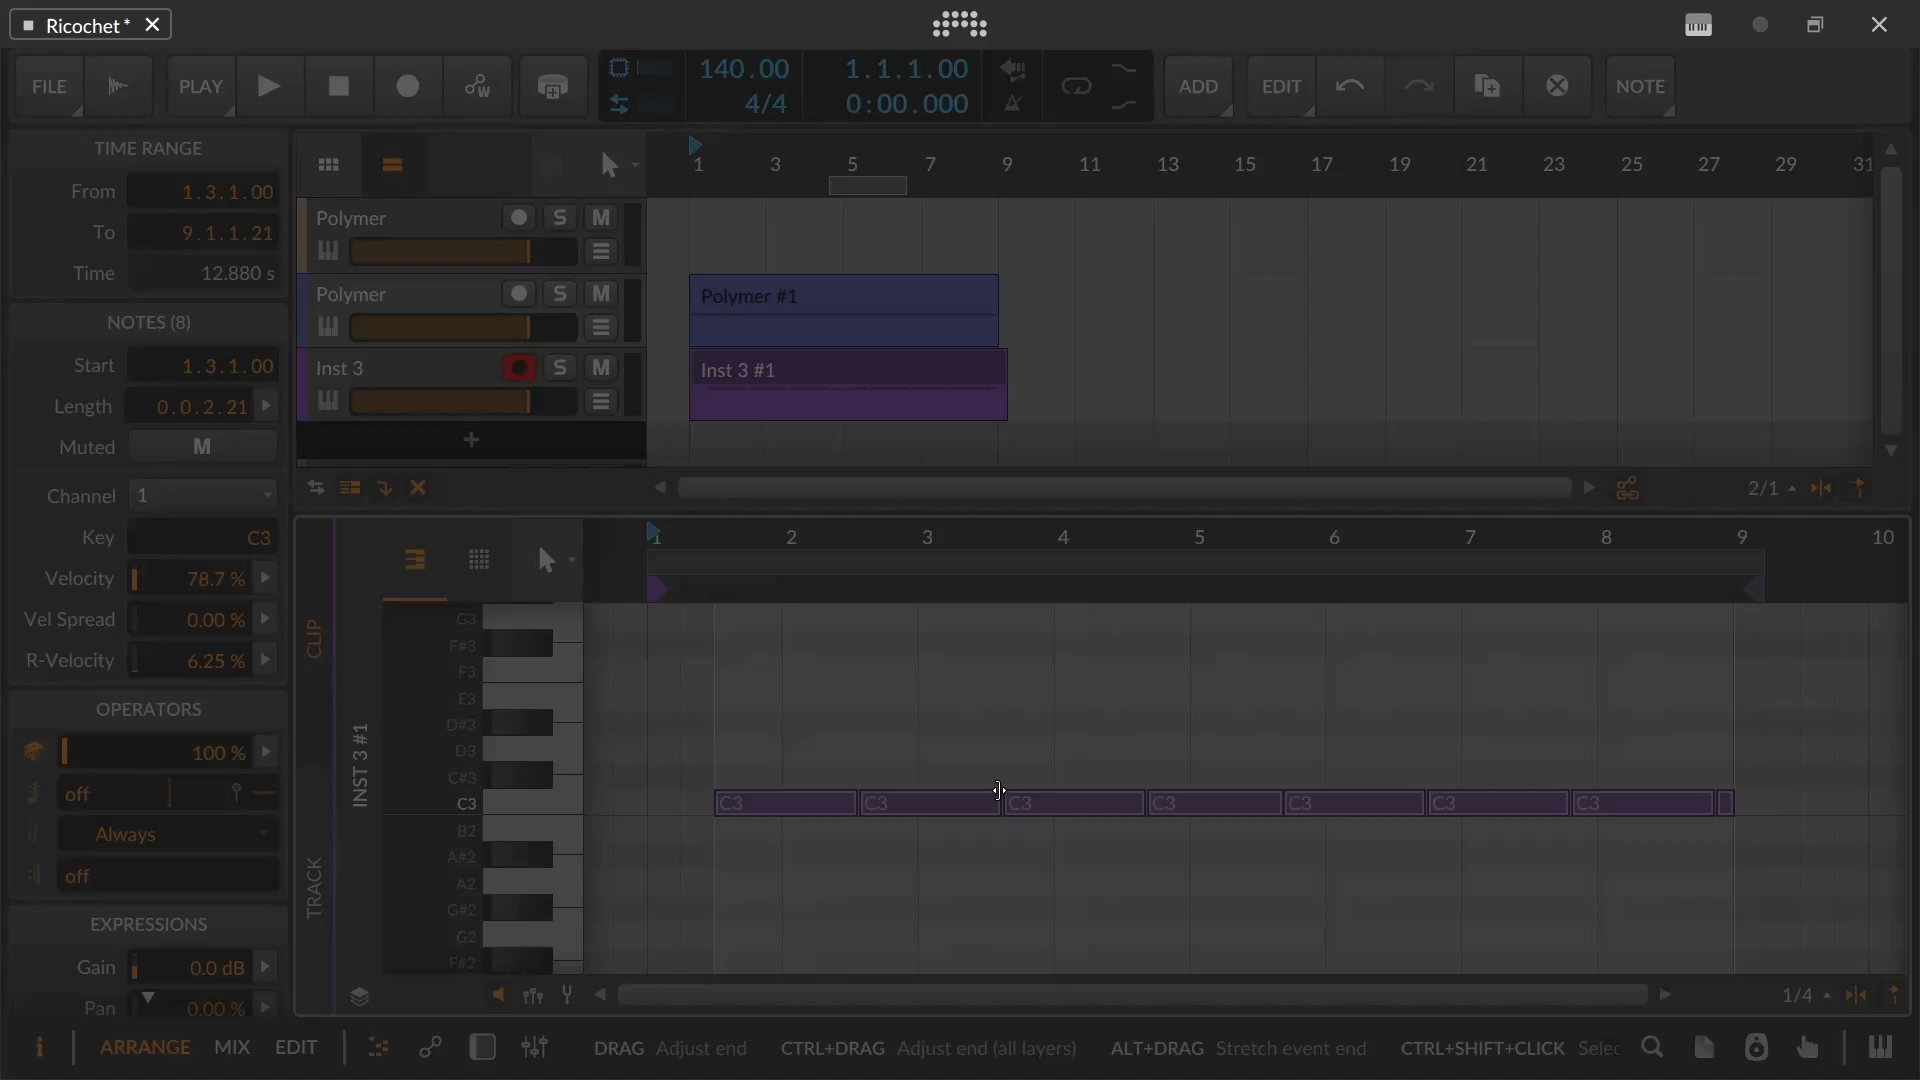 Ricochet*
FILE
PLAY
W
140.00
4/4
1.1.1.00
0:00.000
ADD
EDIT
NOTE
TIME RANGE
From 1.3.1.00
To 9.1.1.21
Time 12.880 s
NOTES (8)
Start 1.3.1.00
Length 0.0.2.21
Muted M
Channel 1
Key C3
Velocity 78.7 %
Vel Spread 0.00 %
R-Velocity 6.25 %
OPERATORS
100 %
off
Always
off
EXPRESSIONS
Gain 0.0 dB
Pan 0.00 %
1 3 5 7 9 11 13 15 17 19 21 23 25 27 29 31
Polymer S M
Polymer S M
Polymer #1
Inst 3 S M
Inst 3 #1
+
2/1
CLIP
TRACK
INST 3 #1
1 2 3 4 5 6 7 8 9 10
G3
F#3
F3
E3
D#3
D3
C#3
C3
C3 C3 C3 C3 C3 C3 C3
B2
A#2
A2
G#2
G2
F#2
1/4
i ARRANGE MIX EDIT
DRAG Adjust end CTRL+DRAG Adjust end (all layers) ALT+DRAG Stretch event end CTRL+SHIFT+CLICK Selec